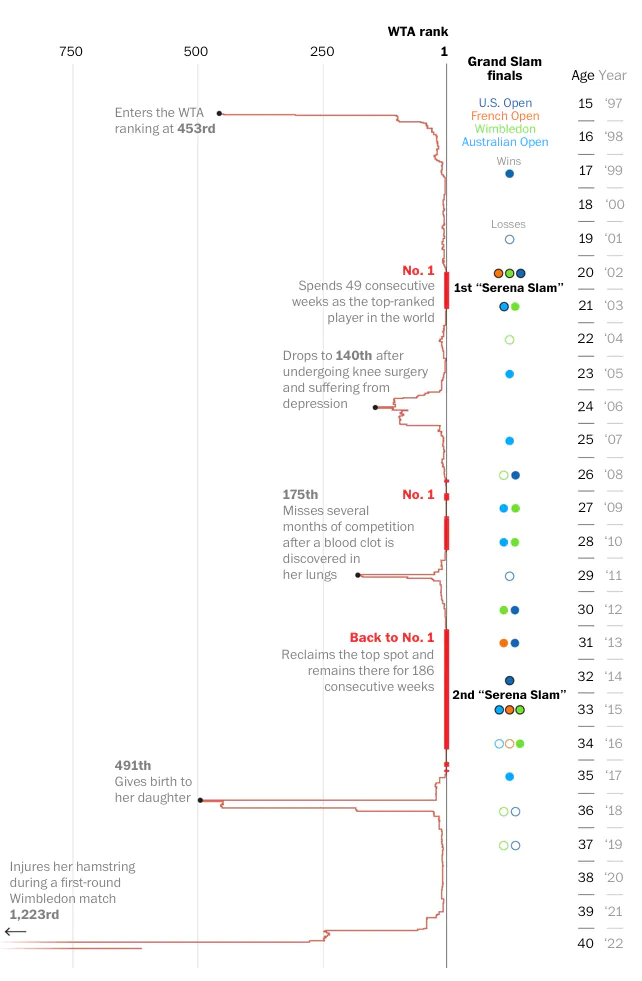 WTA rank
750 500 250 1
Grand Slam
finals
Age Year
U.S. Open
French Open
Wimbledon
Australian Open
15 '97
Enters the WTA
ranking at 453rd
16 '98
Wins
17 '99
18 '00
Losses
19 '01
No. 1
20 '02
Spends 49 consecutive
weeks as the top-ranked
player in the world
1st “Serena Slam”
21 '03
22 '04
Drops to 140th after
undergoing knee surgery
and suffering from
depression
23 '05
24 '06
25 '07
26 '08
175th
No. 1
Misses several
months of competition
after a blood clot is
discovered in
her lungs
27 '09
28 '10
29 '11
30 '12
Back to No. 1
31 '13
Reclaims the top spot and
remains there for 186
consecutive weeks
32 '14
2nd “Serena Slam”
33 '15
34 '16
491th
Gives birth to
her daughter
35 '17
36 '18
37 '19
Injures her hamstring
during a first-round
Wimbledon match
1,223rd
38 '20
39 '21
40 '22